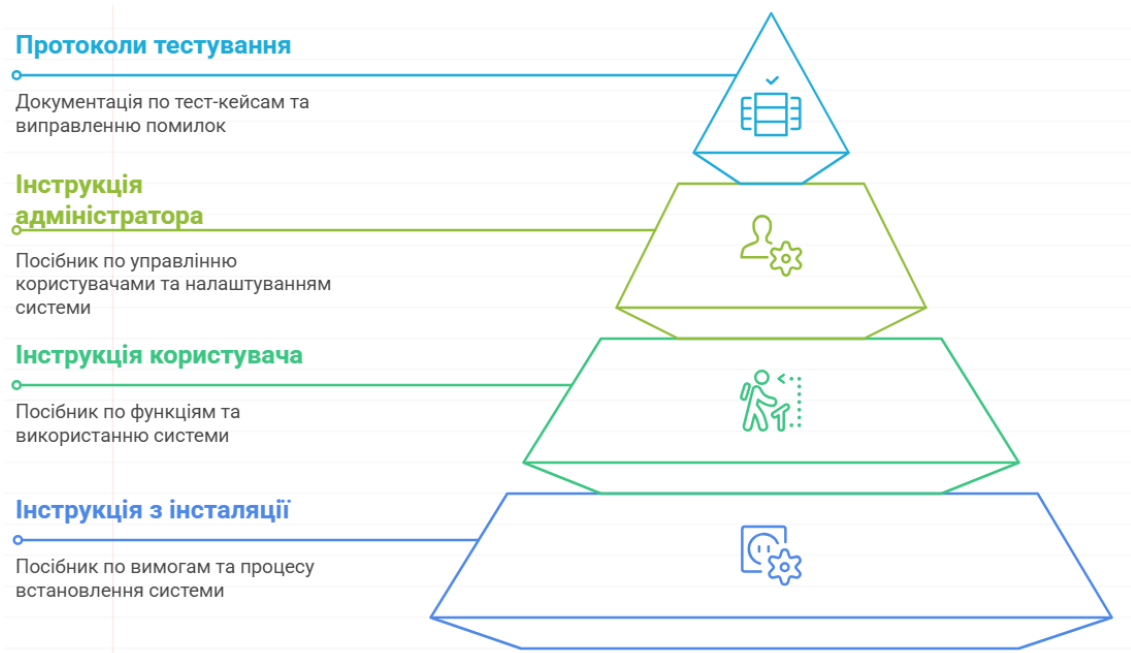 Протоколи тестування
Документація по тест-кейсам та
виправленню помилок
Інструкція
адміністратора
Посібник по управлінню
користувачами та налаштуванням
системи
Інструкція користувача
Посібник по функціям та
використанню системи
Інструкція з інсталяції
Посібник по вимогам та процесу
встановлення системи